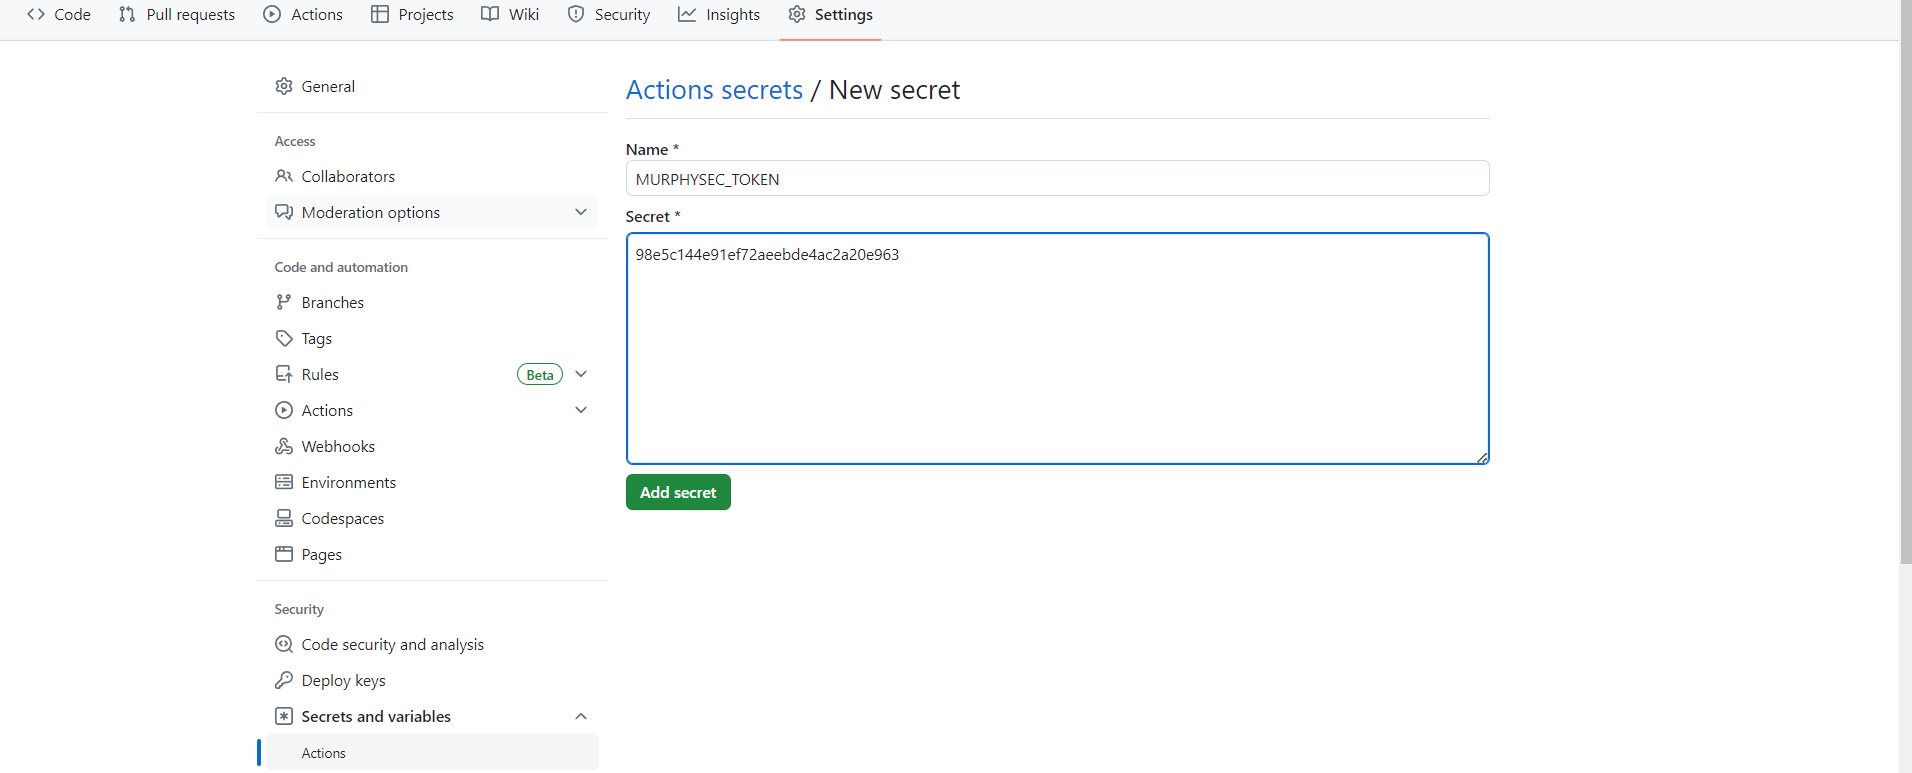 Code Pull requests Actions Projects Wiki Security Insights Settings
General
Access
Collaborators
Moderation options
Code and automation
Branches
Tags
Rules Beta
Actions
Webhooks
Environments
Codespaces
Pages
Security
Code security and analysis
Deploy keys
Secrets and variables
Actions
Actions secrets / New secret
Name *
MURPHYSEC_TOKEN
Secret *
98e5c144e91ef72aeebde4ac2a20e963
Add secret